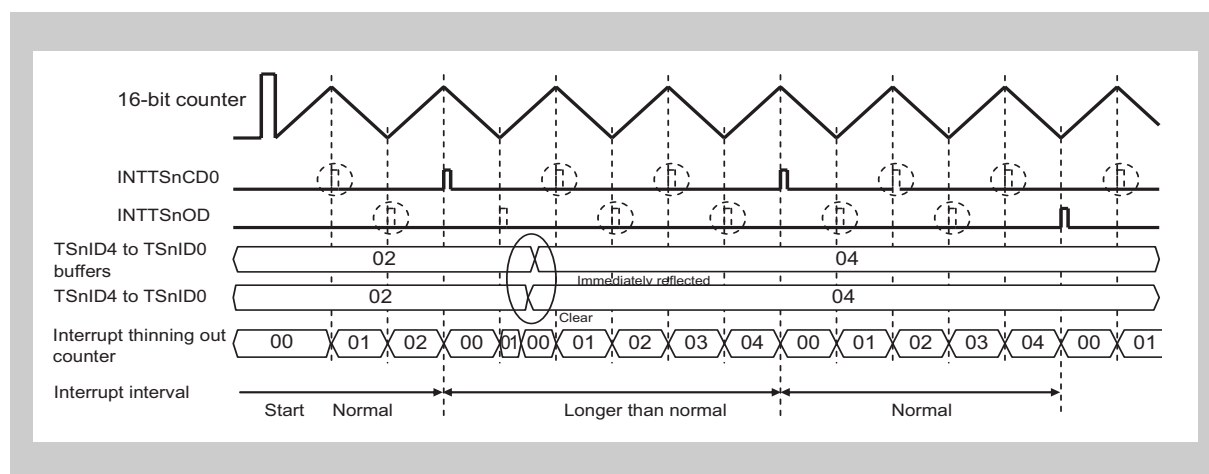 16-bit counter
INTTSnCD0
INTTSnOD
TSnID4 to TSnID0
buffers
02
04
Immediately reflected
TSnID4 to TSnID0
02
04
Clear
Interrupt thinning out
counter
00 01 02 00 01 00 01 02 03 04 00 01 02 03 04 00 01
Interrupt interval
Start Normal Longer than normal Normal